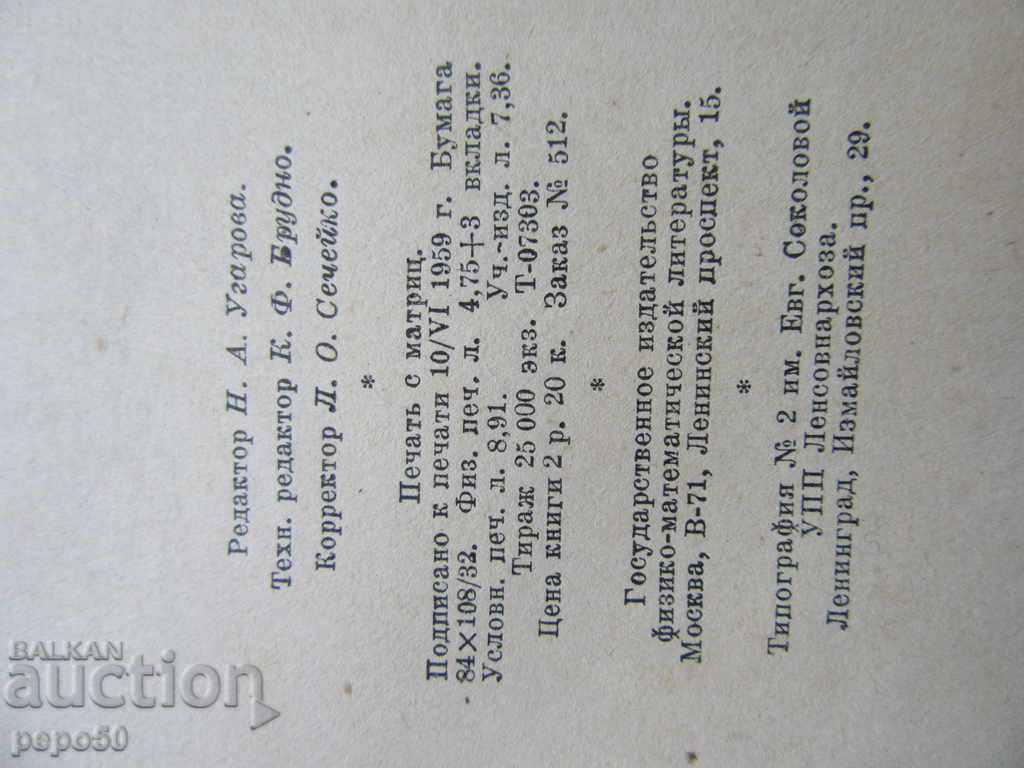 Редактор Н. А. Угарова.
Техн. редактор К. Ф. Брудно.
Корректор Л. О. Сечейко.
*
Печать с матриц.
Подписано к печати 10/VI 1959 г. Бумага
84×108/32. Физ. печ. л. 4,75+3 вкладки.
Условн. печ. л. 8,91. Уч.-изд. л. 7,36.
Тираж 25 000 экз. Т-07303.
Цена книги 2 р. 20 к. Заказ № 512.
*
Государственное издательство
физико-математической литературы.
Москва, В-71, Ленинский проспект, 15.
*
Типография № 2 им. Евг. Соколовой
УПП Ленсовнархоза.
Ленинград, Измайловский пр., 29.
BALKAN
auction
pepo50